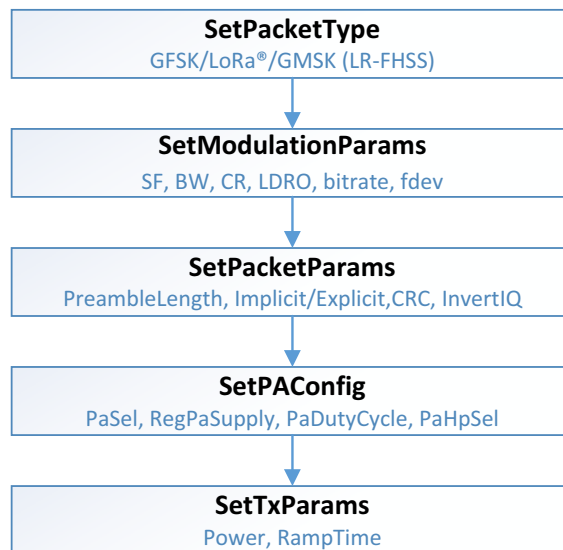 SetPacketType
GFSK/LoRa®/GMSK (LR-FHSS)
SetModulationParams
SF, BW, CR, LDRO, bitrate, fdev
SetPacketParams
PreambleLength, Implicit/Explicit,CRC, InvertIQ
SetPAConfig
PaSel, RegPaSupply, PaDutyCycle, PaHpSel
SetTxParams
Power, RampTime